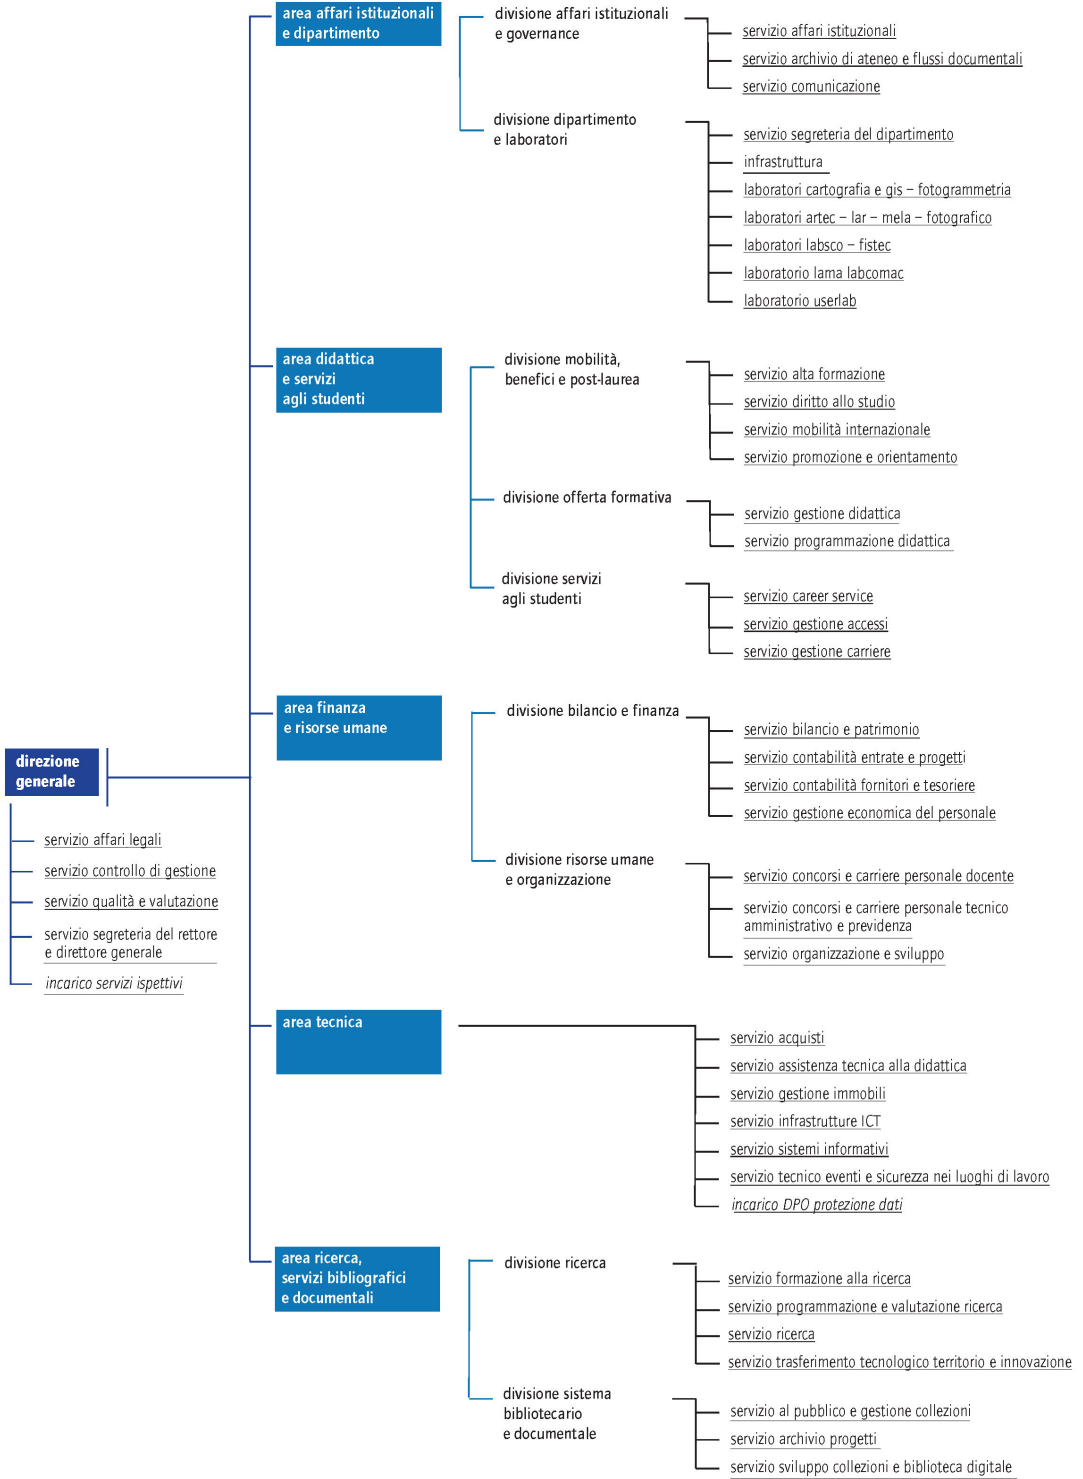 area affari istituzionali
e dipartimento
divisione affari istituzionali
e governance
servizio affari istituzionali
servizio archivio di ateneo e flussi documentali
servizio comunicazione
divisione dipartimento
e laboratori
servizio segreteria del dipartimento
infrastruttura
laboratori cartografia e gis – fotogrammetria
laboratori artec – lar – mela – fotografico
laboratori labsco – fistec
laboratorio lama labcomac
laboratorio userlab
area didattica
e servizi
agli studenti
divisione mobilità,
benefici e post-laurea
servizio alta formazione
servizio diritto allo studio
servizio mobilità internazionale
servizio promozione e orientamento
divisione offerta formativa
servizio gestione didattica
servizio programmazione didattica
divisione servizi
agli studenti
servizio career service
servizio gestione accessi
servizio gestione carriere
area finanza
e risorse umane
divisione bilancio e finanza
servizio bilancio e patrimonio
servizio contabilità entrate e progetti
servizio contabilità fornitori e tesoriere
servizio gestione economica del personale
direzione
generale
servizio affari legali
servizio controllo di gestione
servizio qualità e valutazione
servizio segreteria del rettore
e direttore generale
incarico servizi ispettivi
divisione risorse umane
e organizzazione
servizio concorsi e carriere personale docente
servizio concorsi e carriere personale tecnico
amministrativo e previdenza
servizio organizzazione e sviluppo
area tecnica
servizio acquisti
servizio assistenza tecnica alla didattica
servizio gestione immobili
servizio infrastrutture ICT
servizio sistemi informativi
servizio tecnico eventi e sicurezza nei luoghi di lavoro
incarico DPO protezione dati
area ricerca,
servizi bibliografici
e documentali
divisione ricerca
servizio formazione alla ricerca
servizio programmazione e valutazione ricerca
servizio ricerca
servizio trasferimento tecnologico territorio e innovazione
divisione sistema
bibliotecario
e documentale
servizio al pubblico e gestione collezioni
servizio archivio progetti
servizio sviluppo collezioni e biblioteca digitale